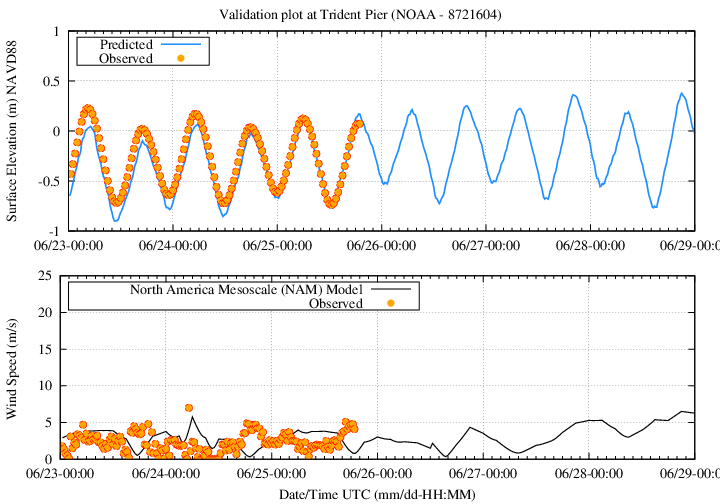 Validation plot at Trident Pier (NOAA - 8721604)
Surface Elevation (m) NAVD88
1
0.5
0
-0.5
-1
Predicted
Observed
06/23-00:00 06/24-00:00 06/25-00:00 06/26-00:00 06/27-00:00 06/28-00:00 06/29-00:00
Wind Speed (m/s)
25
20
15
10
5
0
North America Mesoscale (NAM) Model
Observed
06/23-00:00 06/24-00:00 06/25-00:00 06/26-00:00 06/27-00:00 06/28-00:00 06/29-00:00
Date/Time UTC (mm/dd-HH:MM)